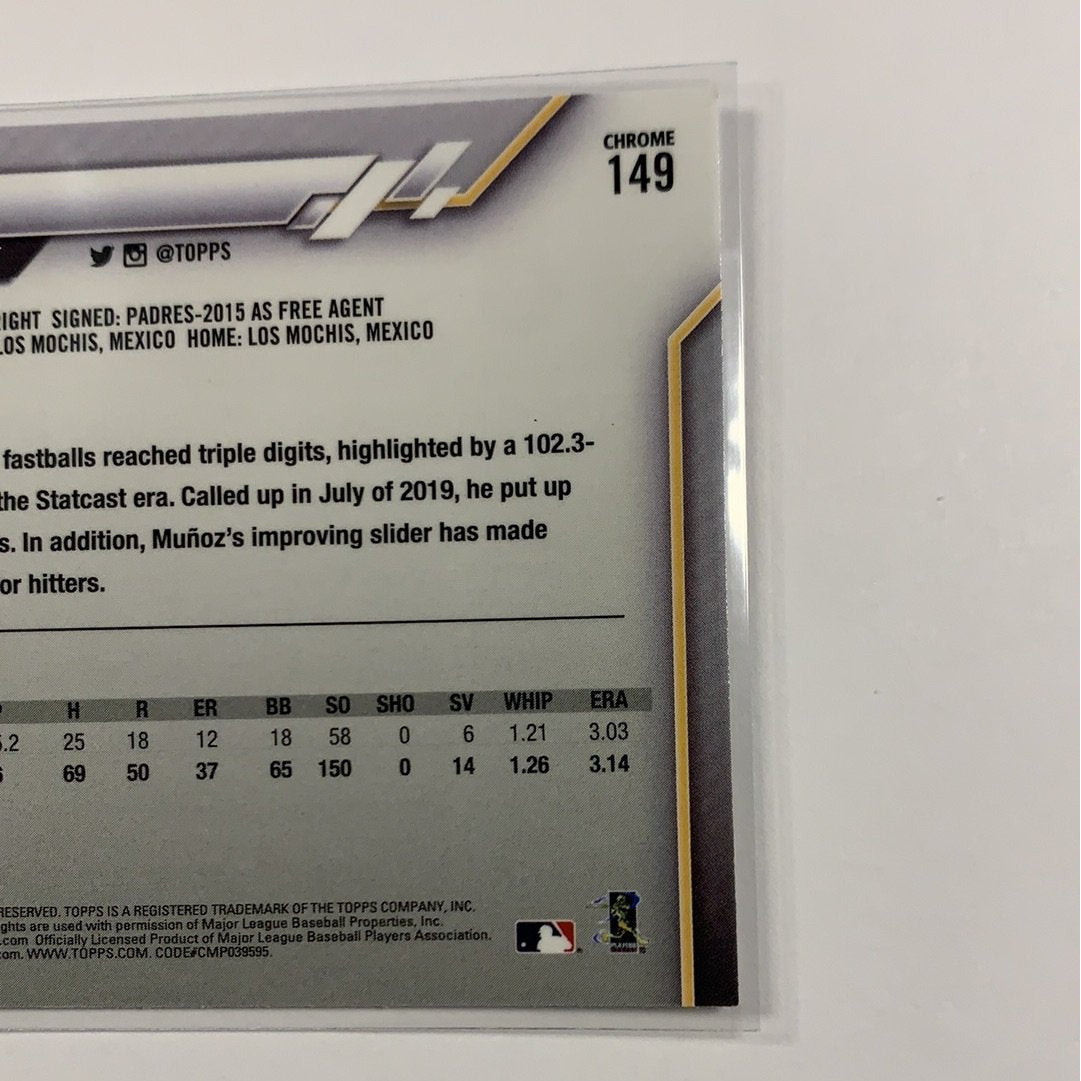 CHROME
149
@TOPPS
SIGNED: PADRES-2015 AS FREE AGENT
LOS MOCHIS, MEXICO HOME: LOS MOCHIS, MEXICO
fastballs reached triple digits, highlighted by a 102.3-
the Statcast era. Called up in July of 2019, he put up
s. In addition, Muñoz's improving slider has made
or hitters.
H R ER BB SO SHO SV WHIP ERA
.2 25 18 12 18 58 0 6 1.21 3.03
69 50 37 65 150 0 14 1.26 3.14
RESERVED. TOPPS IS A REGISTERED TRADEMARK OF THE TOPPS COMPANY, INC.
ghts are used with permission of Major League Baseball Properties, Inc.
.com Officially Licensed Product of Major League Baseball Players Association.
om. WWW.TOPPS.COM. CODE#CMP039595.